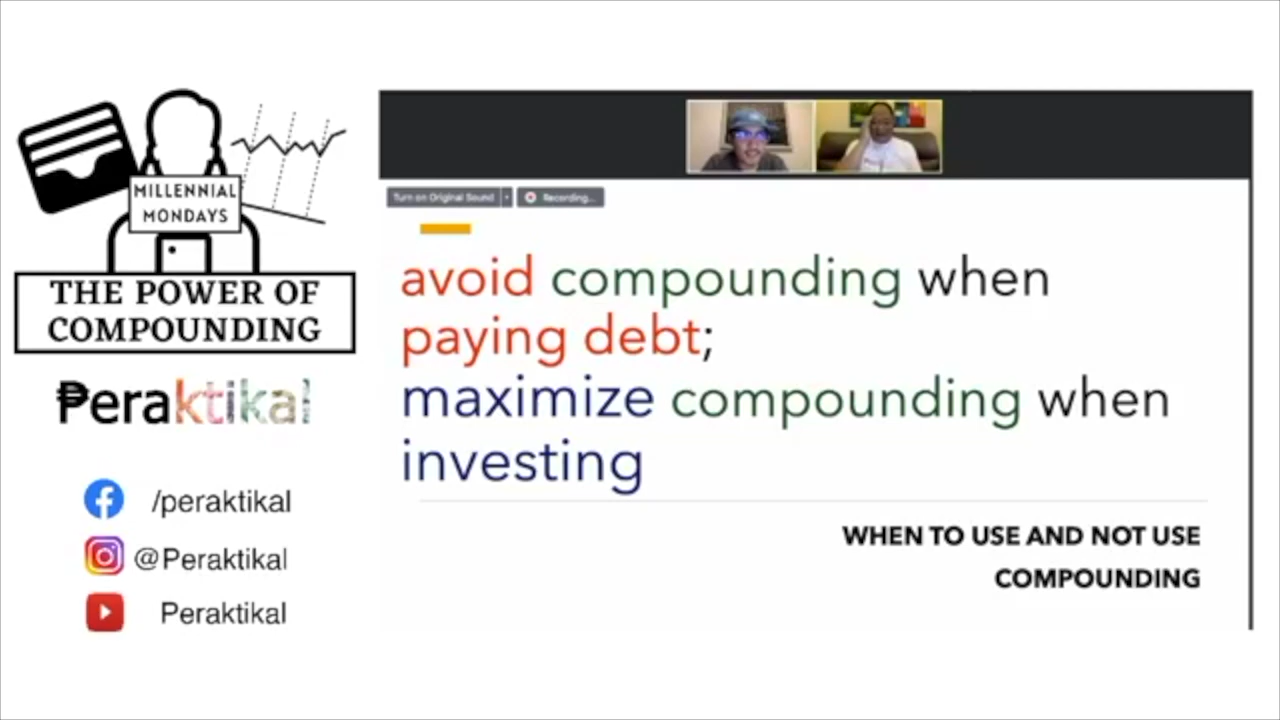 MILLENNIAL
MONDAYS
THE POWER OF
COMPOUNDING
₱eraktikal
/peraktikal
@Peraktikal
Peraktikal
Turn on Original Sound
Recording...
avoid compounding when
paying debt;
maximize compounding when
investing
WHEN TO USE AND NOT USE
COMPOUNDING